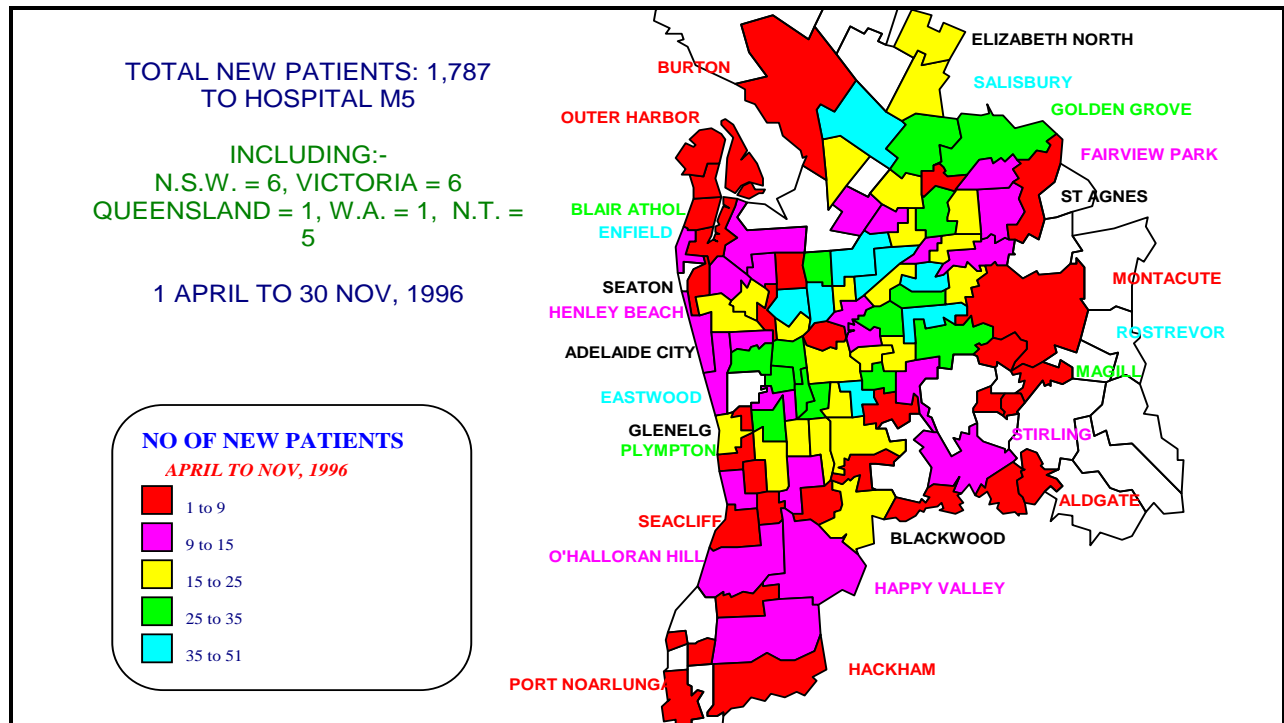 TOTAL NEW PATIENTS: 1,787
TO HOSPITAL M5
INCLUDING:-
N.S.W. = 6, VICTORIA = 6
QUEENSLAND = 1, W.A. = 1, N.T. =
5
1 APRIL TO 30 NOV, 1996
NO OF NEW PATIENTS
APRIL TO NOV, 1996
1 to 9
9 to 15
15 to 25
25 to 35
35 to 51
ELIZABETH NORTH
BURTON
SALISBURY
GOLDEN GROVE
OUTER HARBOR
FAIRVIEW PARK
ST AGNES
BLAIR ATHOL
ENFIELD
MONTACUTE
SEATON
HENLEY BEACH
ROSTREVOR
ADELAIDE CITY
MAGILL
EASTWOOD
GLENELG
STIRLING
PLYMPTON
ALDGATE
SEACLIFF
BLACKWOOD
O'HALLORAN HILL
HAPPY VALLEY
HACKHAM
PORT NOARLUNGA